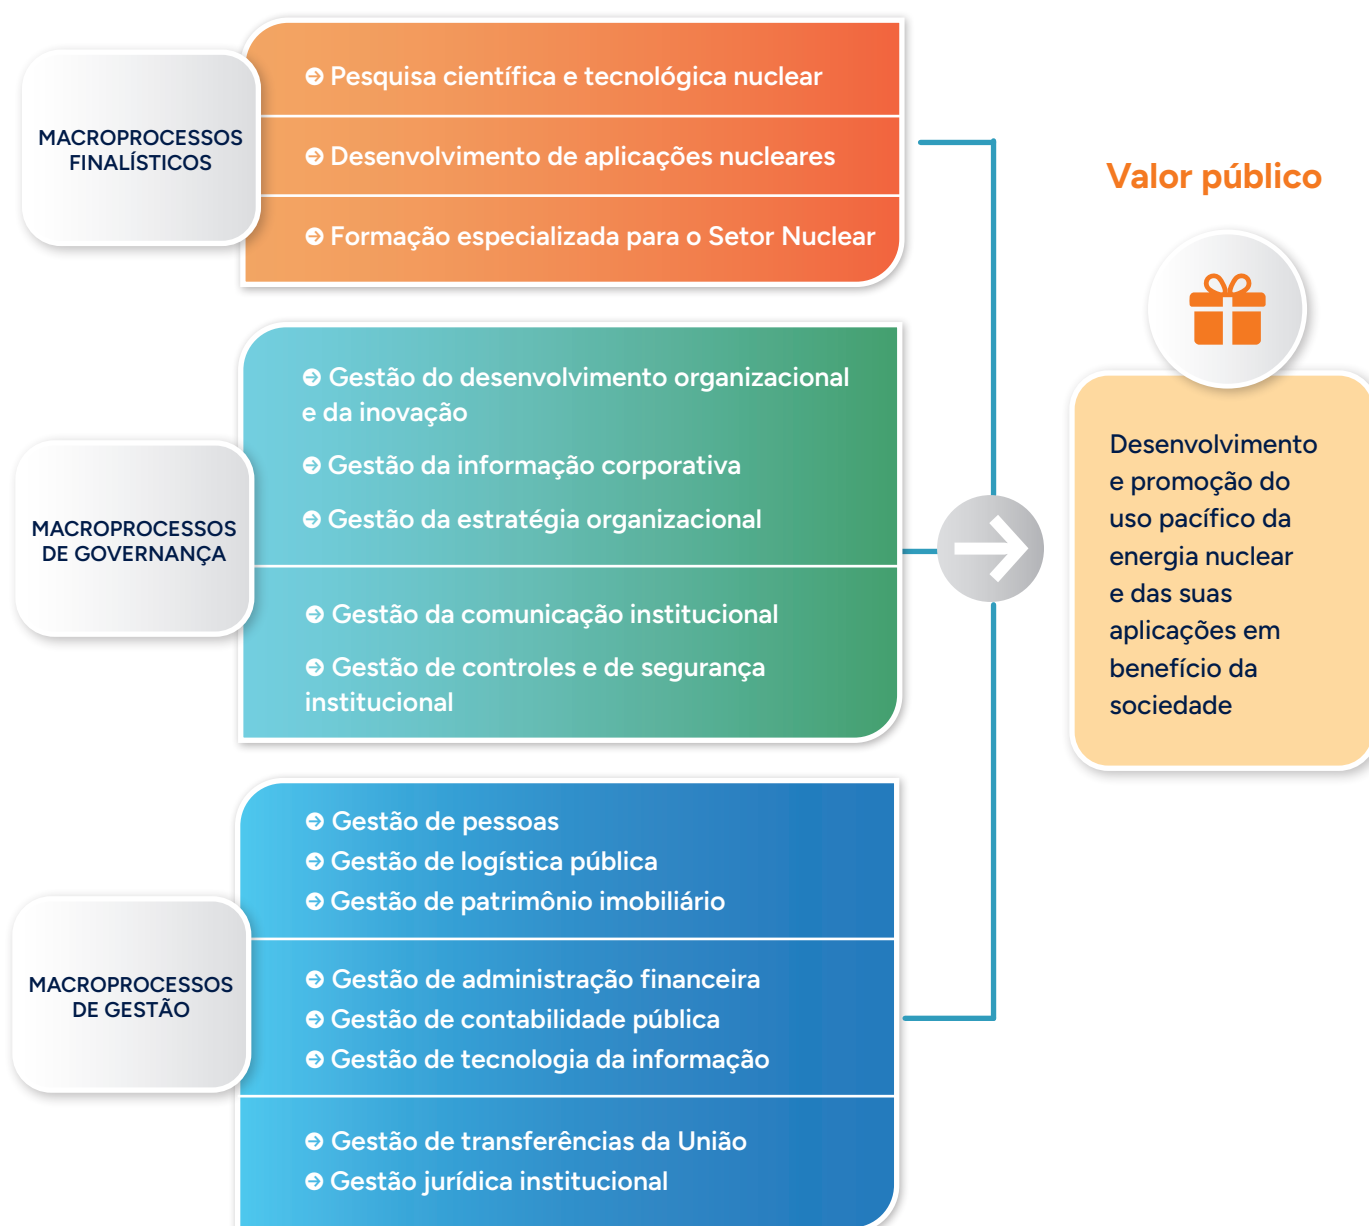 MACROPROCESSOS
FINALÍSTICOS
Pesquisa científica e tecnológica nuclear
Desenvolvimento de aplicações nucleares
Formação especializada para o Setor Nuclear
MACROPROCESSOS
DE GOVERNANÇA
Gestão do desenvolvimento organizacional
e da inovação
Gestão da informação corporativa
Gestão da estratégia organizacional
Gestão da comunicação institucional
Gestão de controles e de segurança
institucional
MACROPROCESSOS
DE GESTÃO
Gestão de pessoas
Gestão de logística pública
Gestão de patrimônio imobiliário
Gestão de administração financeira
Gestão de contabilidade pública
Gestão de tecnologia da informação
Gestão de transferências da União
Gestão jurídica institucional
Valor público
Desenvolvimento
e promoção do
uso pacífico da
energia nuclear
e das suas
aplicações em
benefício da
sociedade